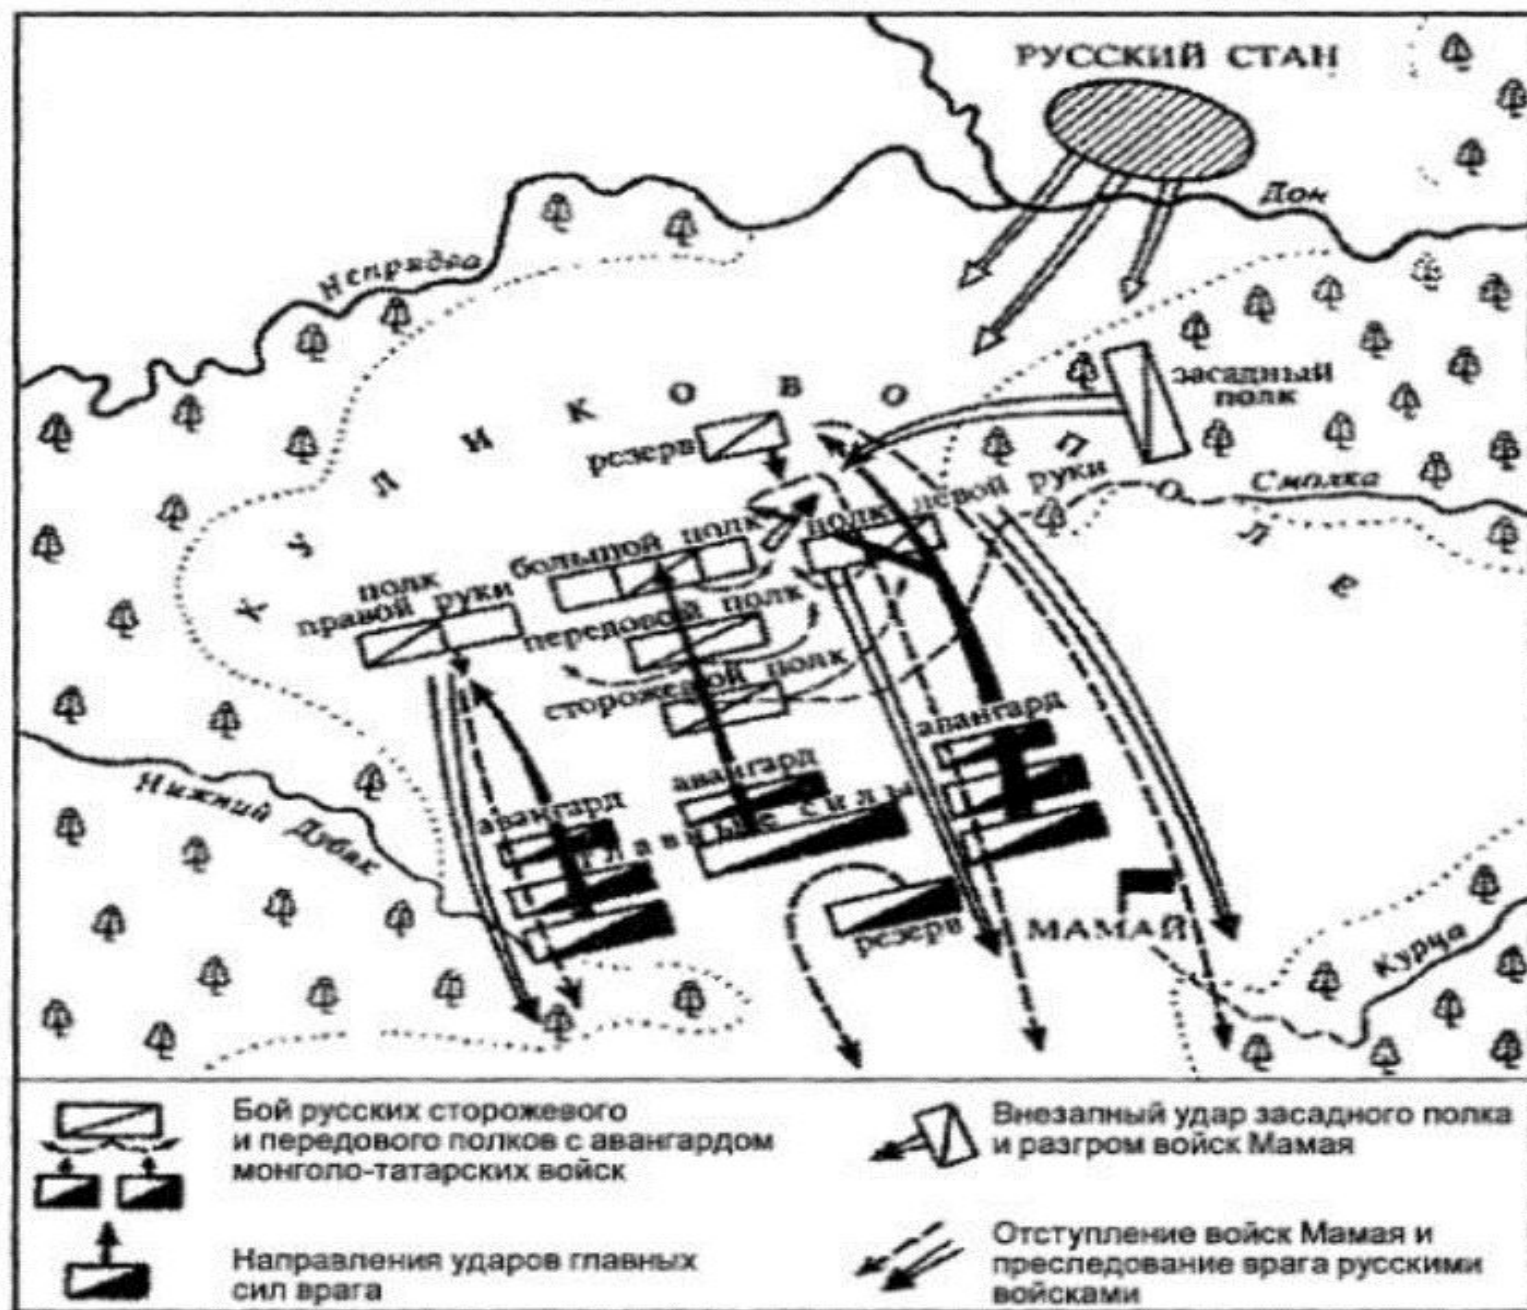 РУССКИЙ СТАН
Дон
Непрядва
засадный
полк
КУЛИКОВО
ПОЛЕ
резерв
Смолка
полк левой руки
большой полк
полк
правой руки
передовой полк
сторожевой полк
авангард
авангард
авангард
главные силы
Нижний Дубяк
резерв
МАМАЙ
Курца
Бой русских сторожевого
и передового полков с авангардом
монголо-татарских войск
Направления ударов главных
сил врага
Внезапный удар засадного полка
и разгром войск Мамая
Отступление войск Мамая и
преследование врага русскими
войсками